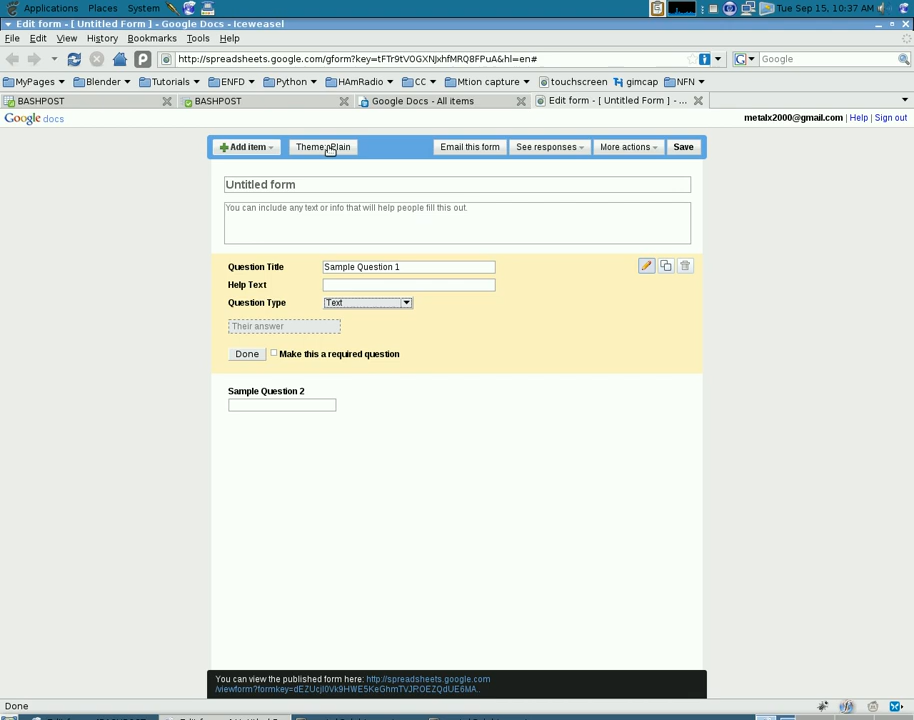 Applications Places System Tue Sep 15, 10:37 AM
Edit form - [ Untitled Form ] - Google Docs - Iceweasel
File Edit View History Bookmarks Tools Help
http://spreadsheets.google.com/gform?key=tFTr9tVOGXNJxhfMRQ8FPuA&hl=en# Google
MyPages Blender Tutorials ENFD Python HAMRadio CC Mtion capture touchscreen gimcap NFN
BASHPOST BASHPOST Google Docs - All items Edit form - [ Untitled Form ] - ...
Google docs metalx2000@gmail.com | Help | Sign out
Add item Theme: Plain Email this form See responses More actions Save
Untitled form
You can include any text or info that will help people fill this out.
Question Title Sample Question 1
Help Text
Question Type Text
Their answer
Done Make this a required question
Sample Question 2
You can view the published form here: http://spreadsheets.google.com
Done